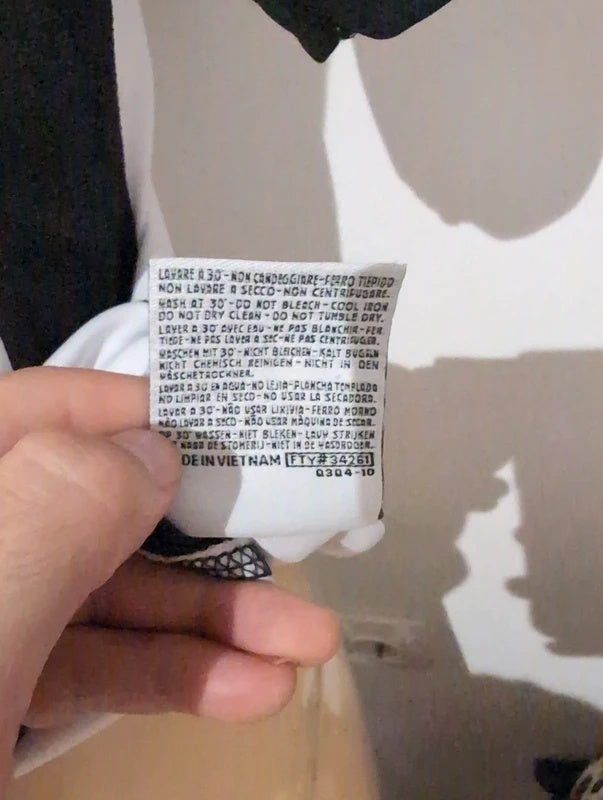 LAVARE A 30°-NON CANDEGGIARE-FERRO TIEPIDO
NON LAVARE A SECCO-NON CENTRIFUGARE.
WASH AT 30°-DO NOT BLEACH-COOL IRON
DO NOT DRY CLEAN-DO NOT TUMBLE DRY.
LAVER A 30° AVEC EAU-NE PAS BLANCHIR-FER
TIEDE-NE PAS LAVER A SEC-NE PAS CENTRIFUGER.
WASCHEN MIT 30°-NICHT BLEICHEN-KALT BUGELN
NICHT CHEMISCH REINIGEN-NICHT IN DEN
WÄSCHETROCKNER.
LAVAR A 30 EN AGUA-NO LEJIA-PLANCHA TEMPLADA
NO LIMPIAR EN SECO-NO USAR LA SECADORA.
LAVAR A 30°-NÃO USAR LIXIVIA-FERRO MORNO
NÃO LAVAR A SECO-NÃO USAR MÁQUINA DE SECAR.
OP 30° WASSEN-NIET BLEKEN-LAUW STRIJKEN
NAAR DE STOMERIJ-NIET IN DE WASDROGER.
DE IN VIETNAM FTY#34261
Q3Q4-10